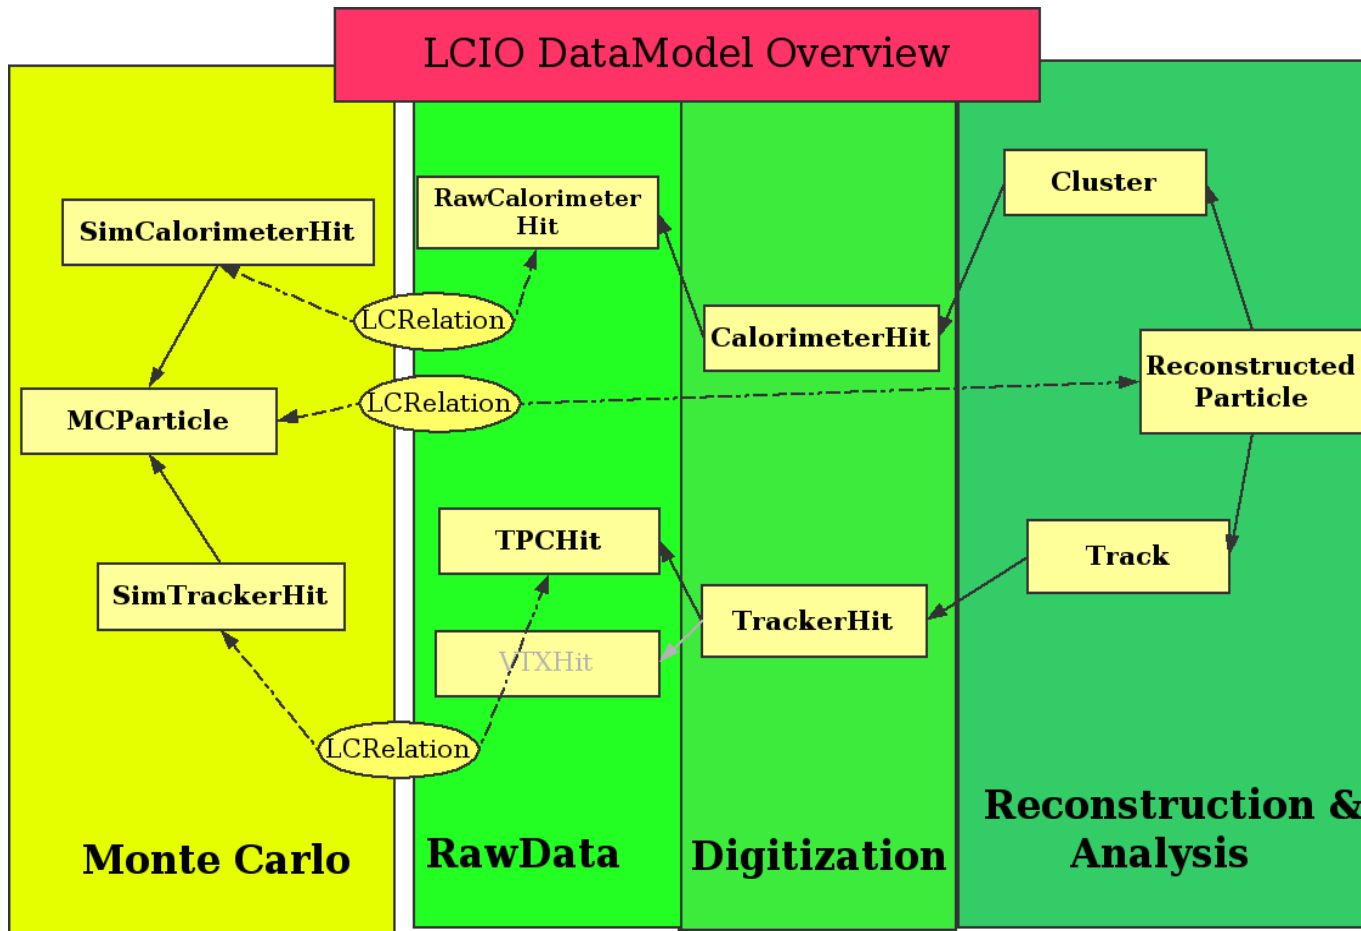 LCIO DataModel Overview
SimCalorimeterHit
RawCalorimeter
Hit
Cluster
LCRelation
CalorimeterHit
MCParticle
LCRelation
Reconstructed
Particle
SimTrackerHit
TPCHit
VTXHit
TrackerHit
Track
LCRelation
Monte Carlo
RawData
Digitization
Reconstruction &
Analysis